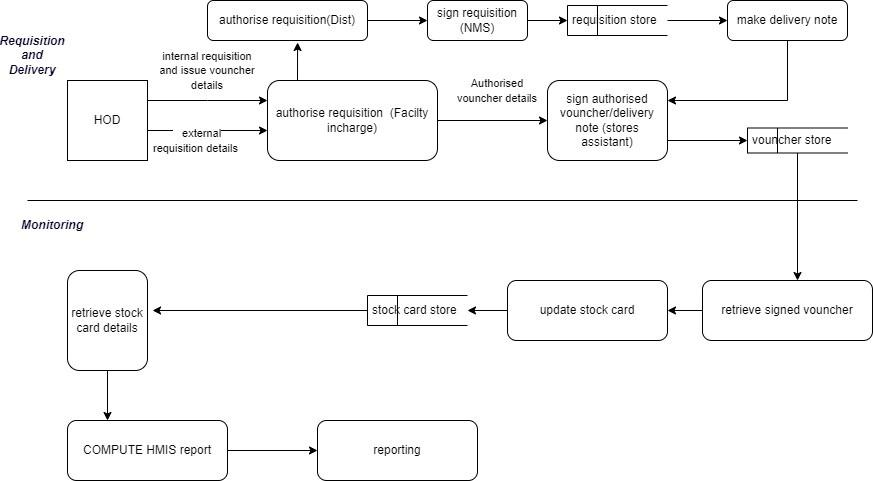 authorise requisition(Dist)
sign requisition
(NMS)
requisition store
make delivery note
Requisition
and
Delivery
internal requisition
and issue vouncher
details
HOD
external
requisition details
authorise requisition (Facilty
incharge)
Authorised
vouncher details
sign authorised
vouncher/delivery
note (stores
assistant)
vouncher store
Monitoring
retrieve stock
card details
stock card store
update stock card
retrieve signed vouncher
COMPUTE HMIS report
reporting